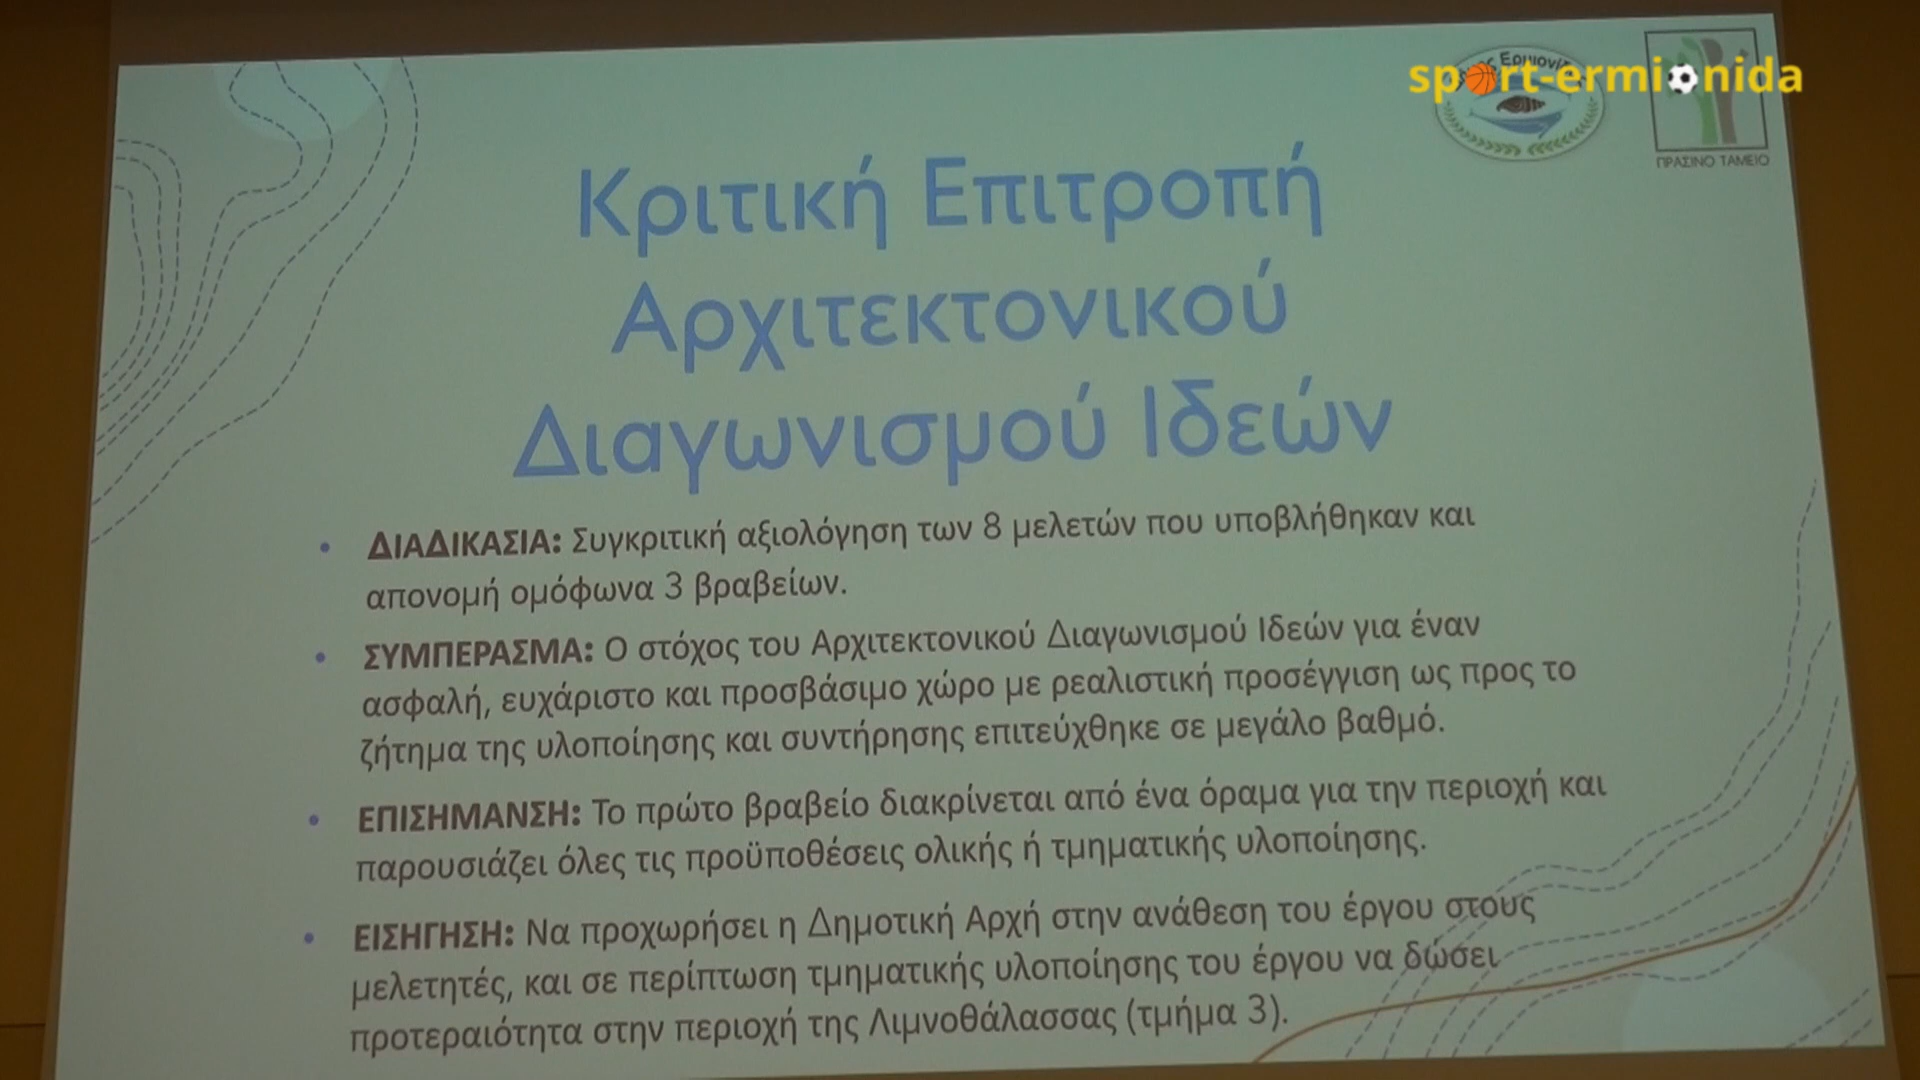 sport-ermionida
ΠΡΑΣΙΝΟ ΤΑΜΕΙΟ
Κριτική Επιτροπή
Αρχιτεκτονικού
Διαγωνισμού Ιδεών
• ΔΙΑΔΙΚΑΣΙΑ: Συγκριτική αξιολόγηση των 8 μελετών που υποβλήθηκαν και
απονομή ομόφωνα 3 βραβείων.
• ΣΥΜΠΕΡΑΣΜΑ: Ο στόχος του Αρχιτεκτονικού Διαγωνισμού Ιδεών για έναν
ασφαλή, ευχάριστο και προσβάσιμο χώρο με ρεαλιστική προσέγγιση ως προς το
ζήτημα της υλοποίησης και συντήρησης επιτεύχθηκε σε μεγάλο βαθμό.
• ΕΠΙΣΗΜΑΝΣΗ: Το πρώτο βραβείο διακρίνεται από ένα όραμα για την περιοχή και
παρουσιάζει όλες τις προϋποθέσεις ολικής ή τμηματικής υλοποίησης.
• ΕΙΣΗΓΗΣΗ: Να προχωρήσει η Δημοτική Αρχή στην ανάθεση του έργου στους
μελετητές, και σε περίπτωση τμηματικής υλοποίησης του έργου να δώσει
προτεραιότητα στην περιοχή της Λιμνοθάλασσας (τμήμα 3).